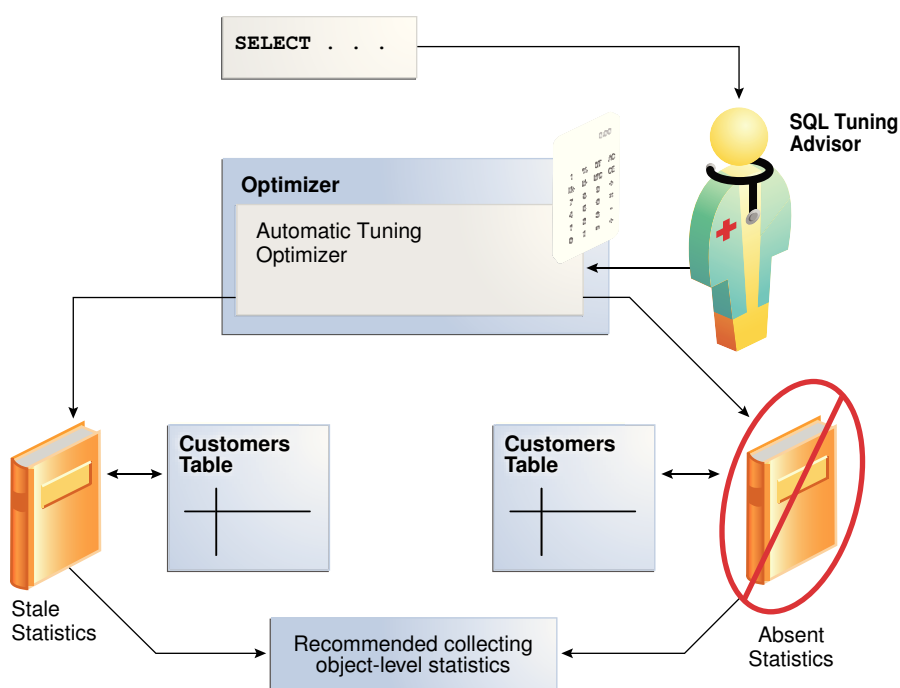 SELECT . . .
SQL Tuning
Advisor
Optimizer
Automatic Tuning
Optimizer
Customers
Table
Customers
Table
Stale
Statistics
Recommended collecting
object-level statistics
Absent
Statistics